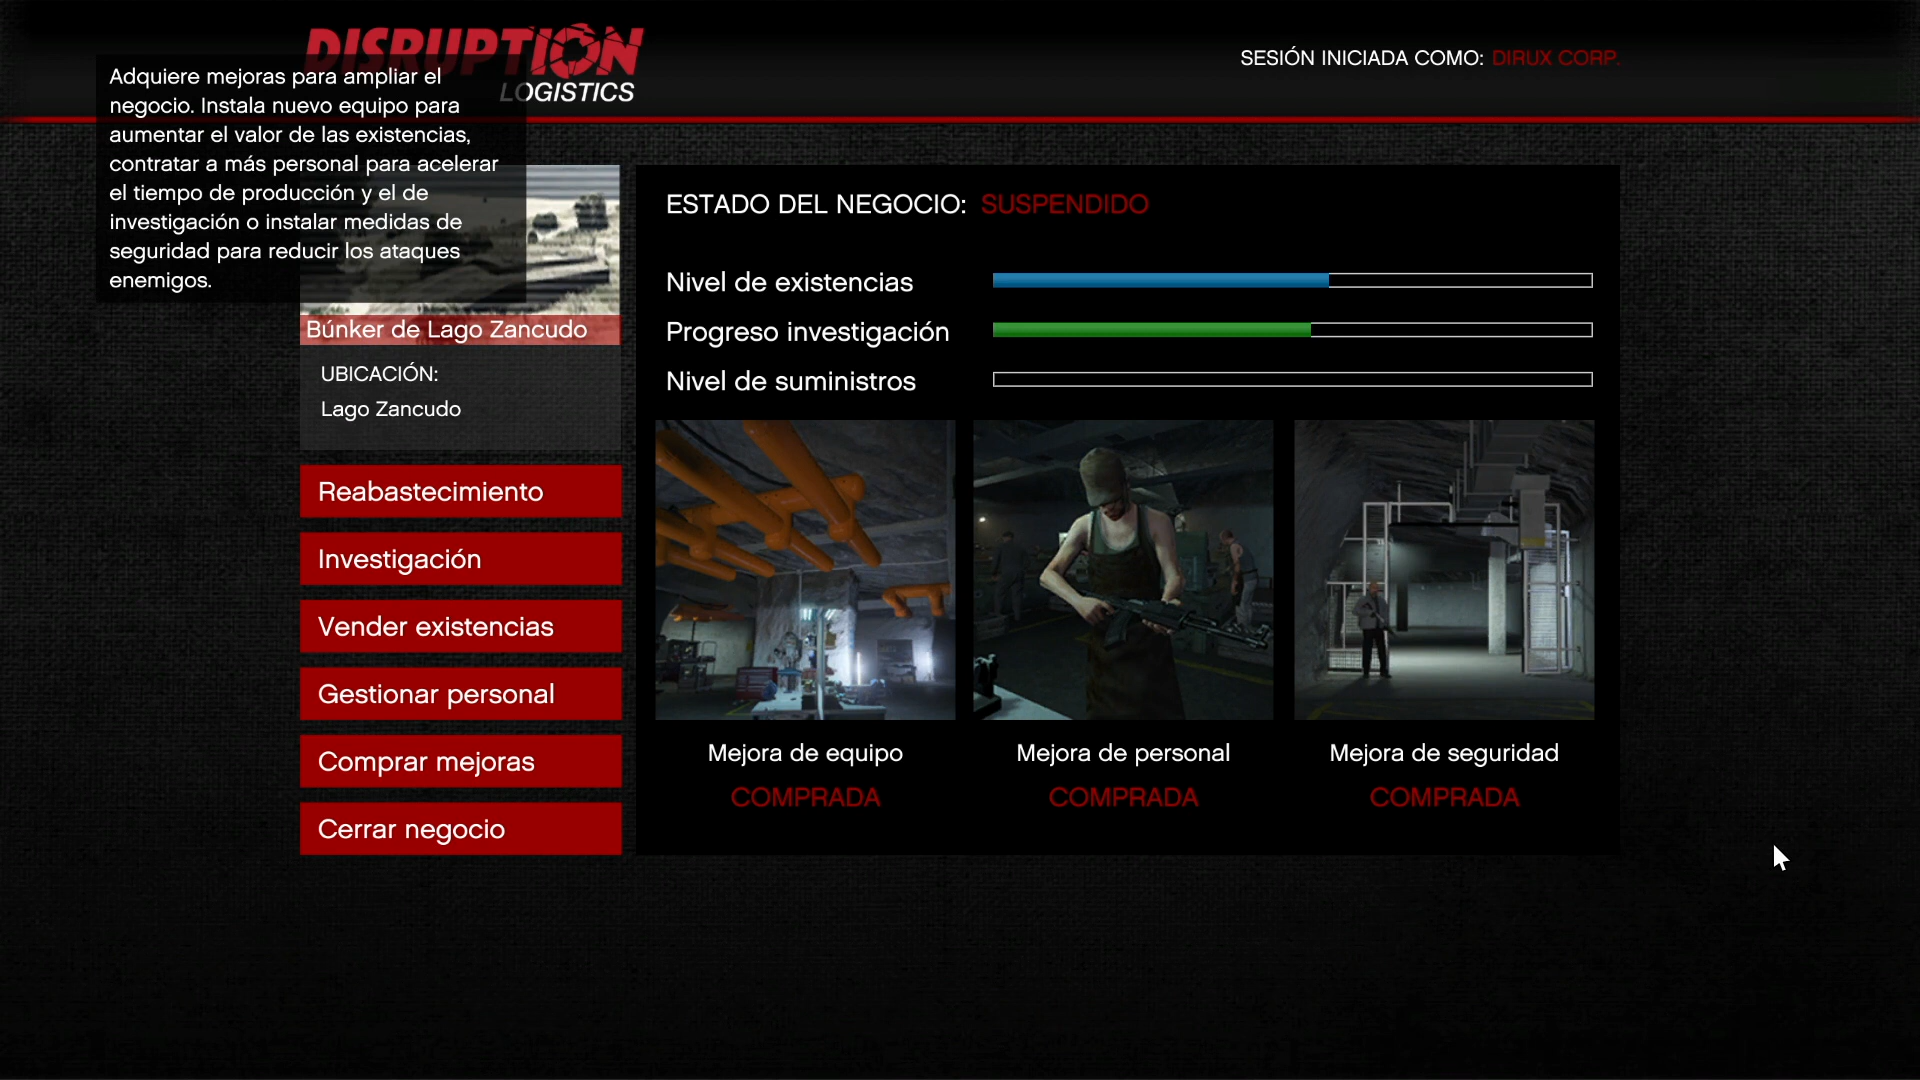 DISRUPTION
LOGISTICS
SESIÓN INICIADA COMO: DIRUX CORP.
Adquiere mejoras para ampliar el
negocio. Instala nuevo equipo para
aumentar el valor de las existencias,
contratar a más personal para acelerar
el tiempo de producción y el de
investigación o instalar medidas de
seguridad para reducir los ataques
enemigos.
Búnker de Lago Zancudo
UBICACIÓN:
Lago Zancudo
Reabastecimiento
Investigación
Vender existencias
Gestionar personal
Comprar mejoras
Cerrar negocio
ESTADO DEL NEGOCIO: SUSPENDIDO
Nivel de existencias
Progreso investigación
Nivel de suministros
Mejora de equipo
COMPRADA
Mejora de personal
COMPRADA
Mejora de seguridad
COMPRADA